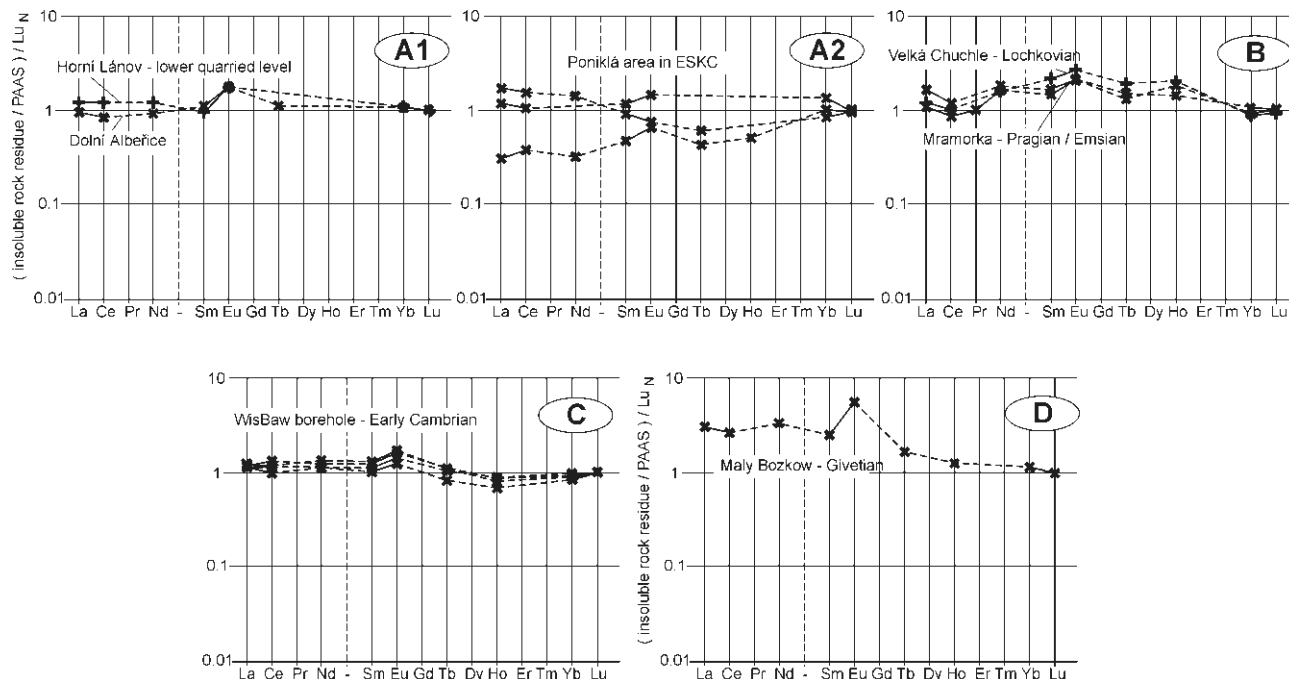 10
1
0.1
0.01
( insoluble rock residue / PAAS ) / Lu N
A1
Horní Lánov - lower quarried level
Dolní Albeřice
La Ce Pr Nd - Sm Eu Gd Tb Dy Ho Er Tm Yb Lu
10
1
0.1
0.01
A2
Poniklá area in ESKC
La Ce Pr Nd - Sm Eu Gd Tb Dy Ho Er Tm Yb Lu
10
1
0.1
0.01
B
Velká Chuchle - Lochkovian
Mramorka - Pragian / Emsian
La Ce Pr Nd - Sm Eu Gd Tb Dy Ho Er Tm Yb Lu
10
1
0.1
0.01
C
WisBaw borehole - Early Cambrian
La Ce Pr Nd - Sm Eu Gd Tb Dy Ho Er Tm Yb Lu
( insoluble rock residue / PAAS ) / Lu N
10
1
0.1
0.01
D
Maly Bozkow - Givetian
La Ce Pr Nd - Sm Eu Gd Tb Dy Ho Er Tm Yb Lu